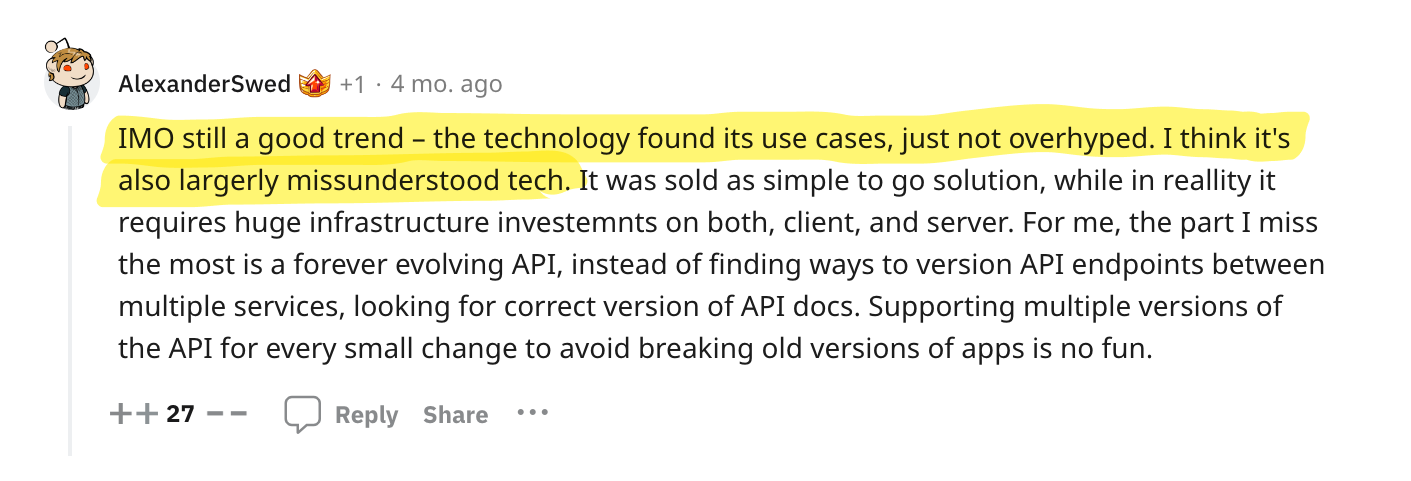 AlexanderSwed +1 · 4 mo. ago
IMO still a good trend – the technology found its use cases, just not overhyped. I think it's
also largerly missunderstood tech. It was sold as simple to go solution, while in reallity it
requires huge infrastructure investemnts on both, client, and server. For me, the part I miss
the most is a forever evolving API, instead of finding ways to version API endpoints between
multiple services, looking for correct version of API docs. Supporting multiple versions of
the API for every small change to avoid breaking old versions of apps is no fun.
++ 27 −− Reply Share ···